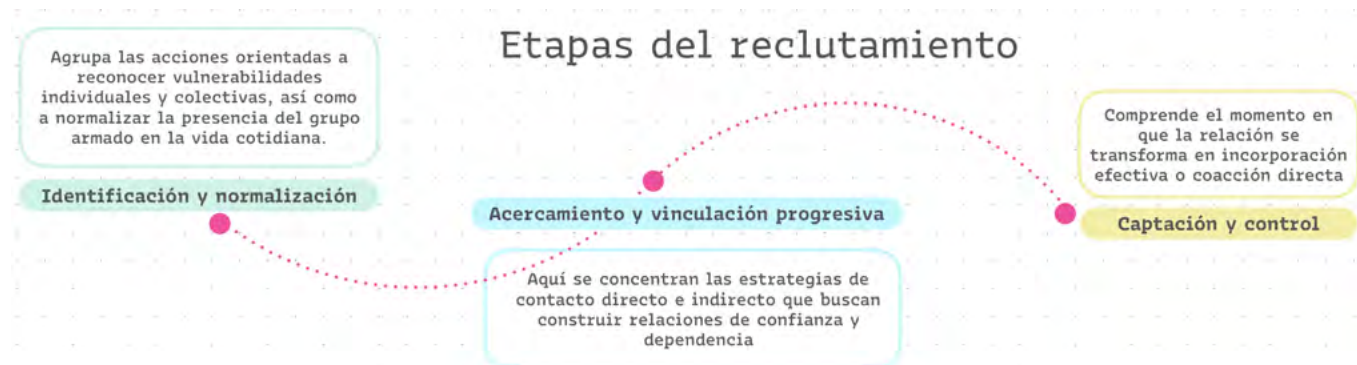 Etapas del reclutamiento
Agrupa las acciones orientadas a
reconocer vulnerabilidades
individuales y colectivas, así como
a normalizar la presencia del grupo
armado en la vida cotidiana.
Identificación y normalización
Acercamiento y vinculación progresiva
Aquí se concentran las estrategias de
contacto directo e indirecto que buscan
construir relaciones de confianza y
dependencia
Comprende el momento en
que la relación se
transforma en incorporación
efectiva o coacción directa
Captación y control